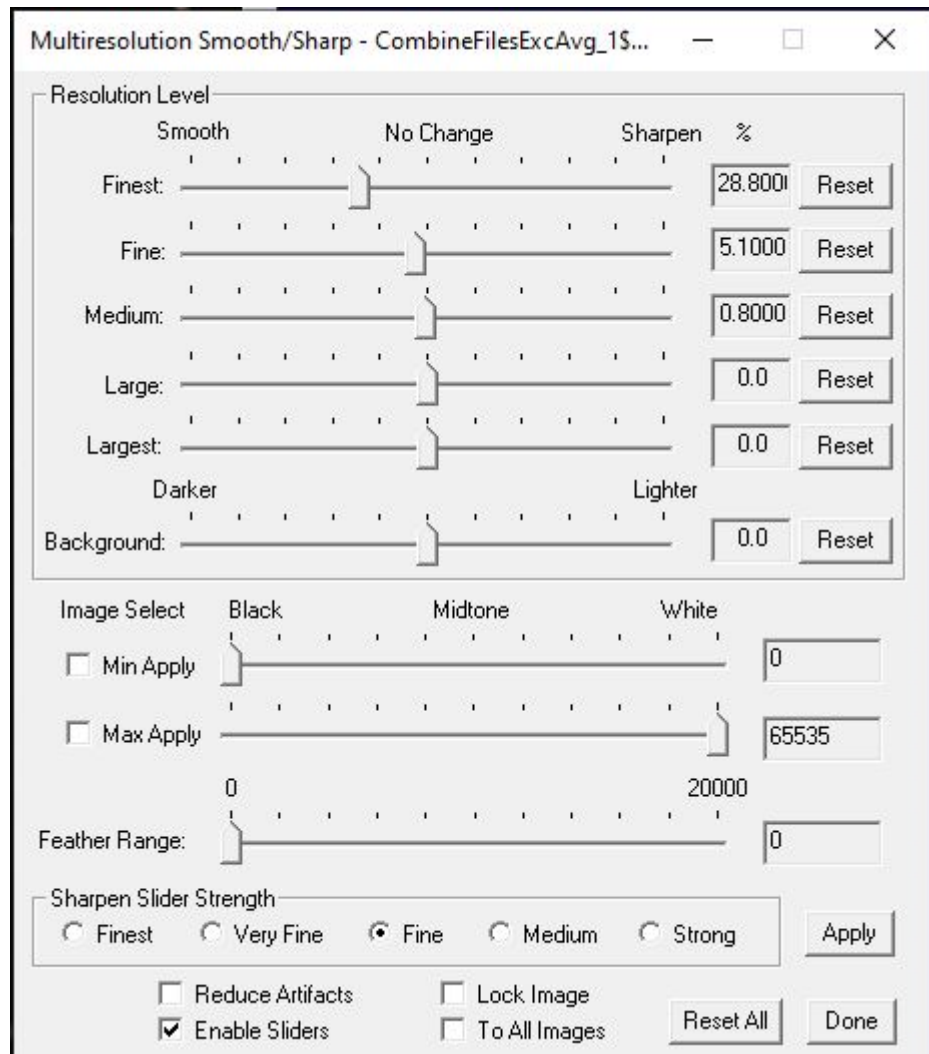 Multiresolution Smooth/Sharp - CombineFilesExcAvg_1$...
Resolution Level
Smooth No Change Sharpen %
Finest: 28.800 Reset
Fine: 5.1000 Reset
Medium: 0.8000 Reset
Large: 0.0 Reset
Largest: 0.0 Reset
Darker Lighter
Background: 0.0 Reset
Image Select Black Midtone White
Min Apply 0
Max Apply 65535
0 20000
Feather Range: 0
Sharpen Slider Strength
Finest Very Fine Fine Medium Strong Apply
Reduce Artifacts Lock Image
Enable Sliders To All Images Reset All Done